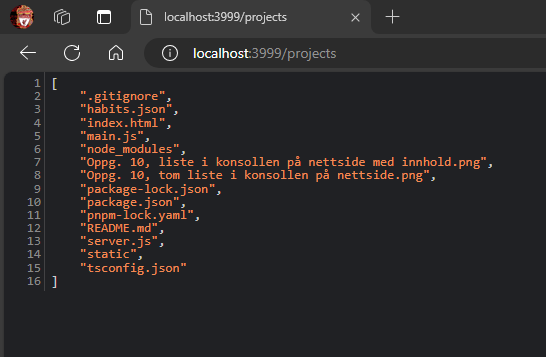 localhost:3999/projects
localhost:3999/projects
1 [
2 ".gitignore",
3 "habits.json",
4 "index.html",
5 "main.js",
6 "node_modules",
7 "Oppg. 10, liste i konsollen på nettside med innhold.png",
8 "Oppg. 10, tom liste i konsollen på nettside.png",
9 "package-lock.json",
10 "package.json",
11 "pnpm-lock.yaml",
12 "README.md",
13 "server.js",
14 "static",
15 "tsconfig.json"
16 ]